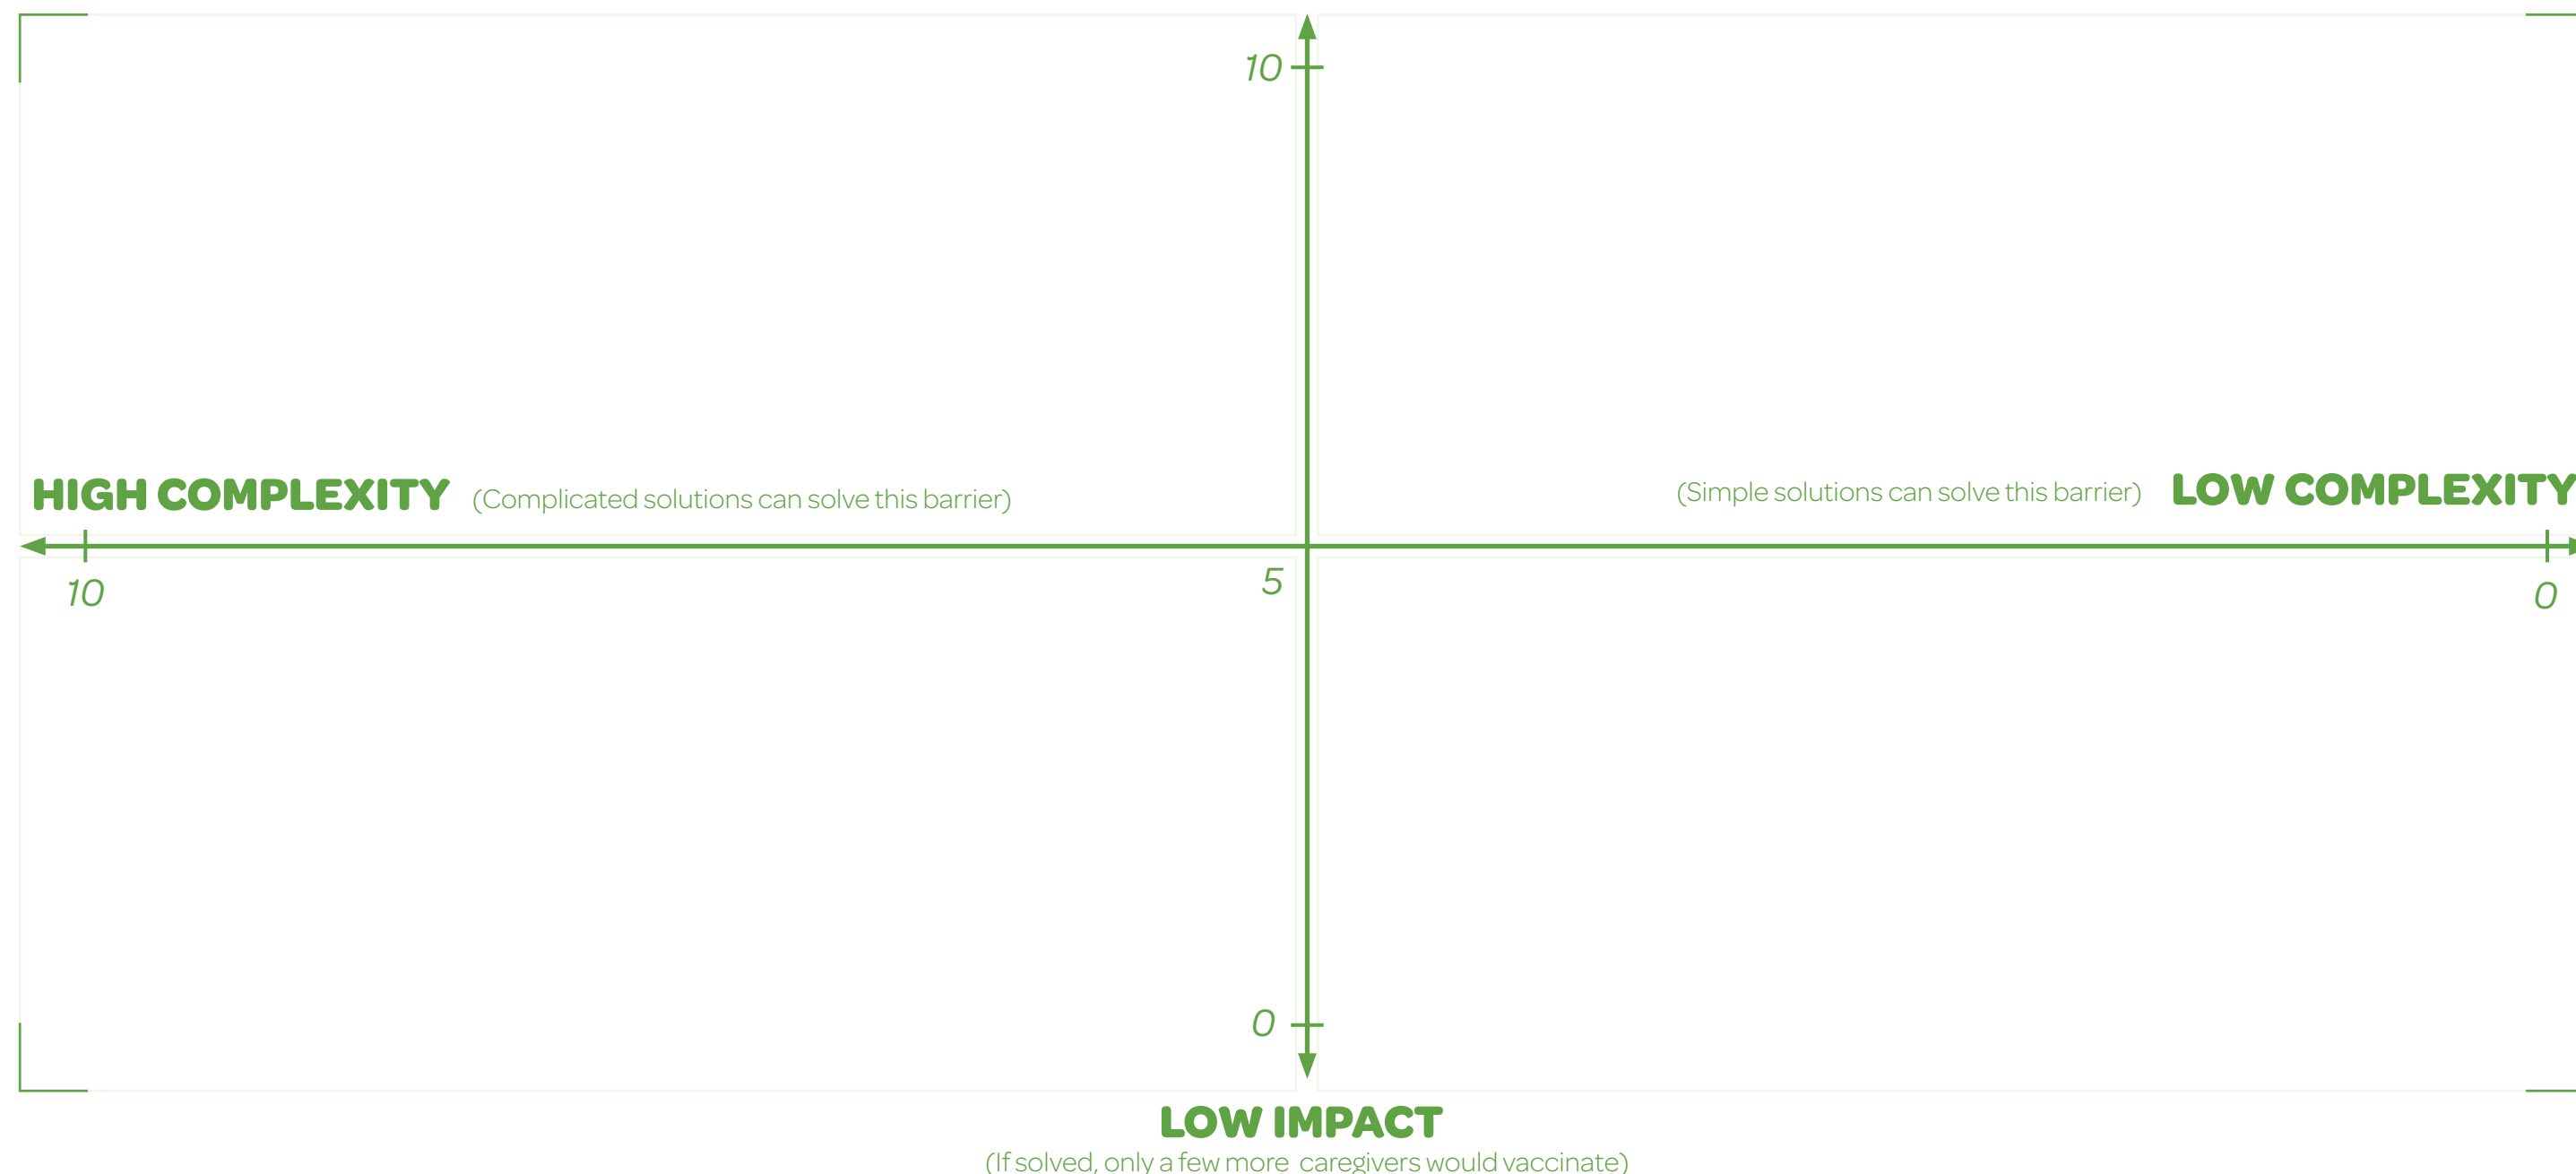 10
HIGH COMPLEXITY (Complicated solutions can solve this barrier)
(Simple solutions can solve this barrier) LOW COMPLEXITY
10
5
0
0
LOW IMPACT
(If solved, only a few more caregivers would vaccinate)